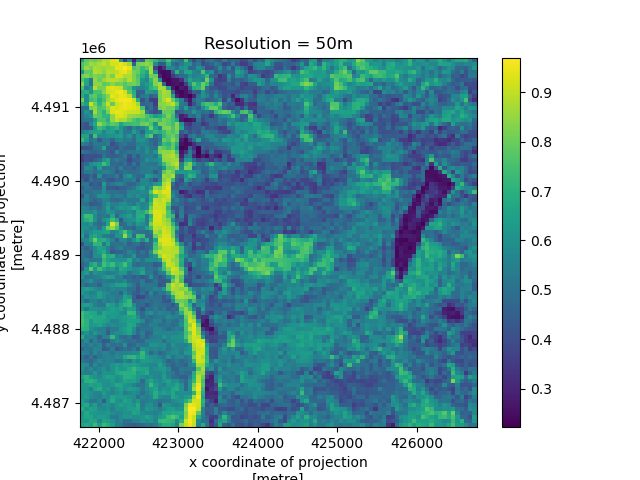 Resolution = 50m
1e6
4.491
4.490
4.489
4.488
4.487
y coordinate of projection
[metre]
422000 423000 424000 425000 426000
x coordinate of projection
[metre]
0.9
0.8
0.7
0.6
0.5
0.4
0.3